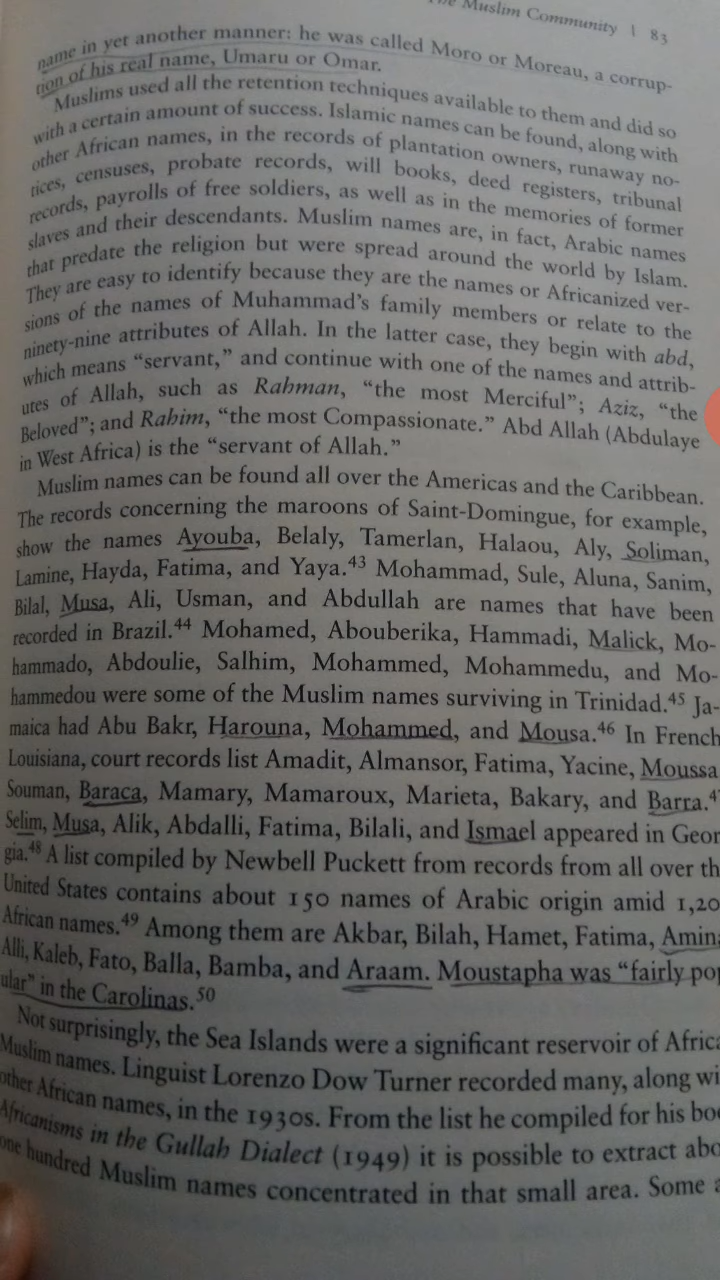 The Muslim Community | 83
name in yet another manner: he was called Moro or Moreau, a corrup-
tion of his real name, Umaru or Omar.
Muslims used all the retention techniques available to them and did so
with a certain amount of success. Islamic names can be found, along with
other African names, in the records of plantation owners, runaway no-
tices, censuses, probate records, will books, deed registers, tribunal
records, payrolls of free soldiers, as well as in the memories of former
slaves and their descendants. Muslim names are, in fact, Arabic names
that predate the religion but were spread around the world by Islam.
They are easy to identify because they are the names or Africanized ver-
sions of the names of Muhammad's family members or relate to the
ninety-nine attributes of Allah. In the latter case, they begin with abd,
which means "servant," and continue with one of the names and attrib-
utes of Allah, such as Rahman, "the most Merciful"; Aziz, "the
Beloved"; and Rahim, "the most Compassionate." Abd Allah (Abdulaye
in West Africa) is the "servant of Allah."
Muslim names can be found all over the Americas and the Caribbean.
The records concerning the maroons of Saint-Domingue, for example,
show the names Ayouba, Belaly, Tamerlan, Halaou, Aly, Soliman,
Lamine, Hayda, Fatima, and Yaya.43 Mohammad, Sule, Aluna, Sanim,
Bilal, Musa, Ali, Usman, and Abdullah are names that have been
recorded in Brazil.44 Mohamed, Abouberika, Hammadi, Malick, Mo-
hammado, Abdoulie, Salhim, Mohammed, Mohammedu, and Mo-
hammedou were some of the Muslim names surviving in Trinidad.45 Ja-
maica had Abu Bakr, Harouna, Mohammed, and Mousa.46 In French
Louisiana, court records list Amadit, Almansor, Fatima, Yacine, Moussa
Souman, Baraca, Mamary, Mamaroux, Marieta, Bakary, and Barra.4
Selim, Musa, Alik, Abdalli, Fatima, Bilali, and Ismael appeared in Geor
gia.48 A list compiled by Newbell Puckett from records from all over th
United States contains about 150 names of Arabic origin amid 1,20
African names.49 Among them are Akbar, Bilah, Hamet, Fatima, Amina
Alli, Kaleb, Fato, Balla, Bamba, and Araam. Moustapha was "fairly pop
ular" in the Carolinas.50
Not surprisingly, the Sea Islands were a significant reservoir of Africa
Muslim names. Linguist Lorenzo Dow Turner recorded many, along wi
other African names, in the 1930s. From the list he compiled for his boo
Africanisms in the Gullah Dialect (1949) it is possible to extract abo
one hundred Muslim names concentrated in that small area. Some a